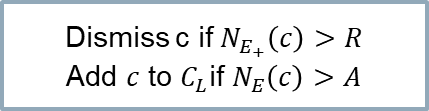 Dismiss c if N_{E_+}(c) > R
Add c to C_L if N_E(c) > A